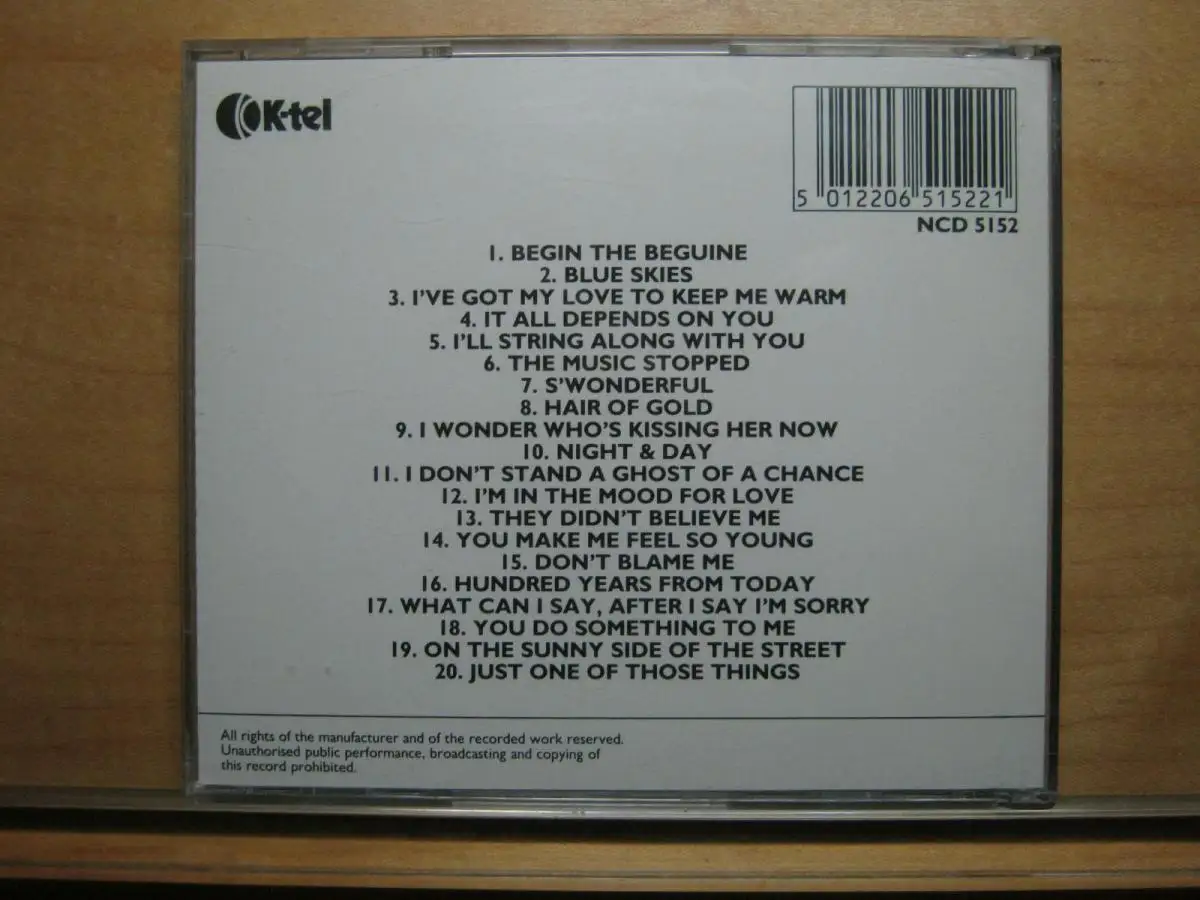 K-tel
5 012206 515221
NCD 5152
1. BEGIN THE BEGUINE
2. BLUE SKIES
3. I'VE GOT MY LOVE TO KEEP ME WARM
4. IT ALL DEPENDS ON YOU
5. I'LL STRING ALONG WITH YOU
6. THE MUSIC STOPPED
7. S'WONDERFUL
8. HAIR OF GOLD
9. I WONDER WHO'S KISSING HER NOW
10. NIGHT & DAY
11. I DON'T STAND A GHOST OF A CHANCE
12. I'M IN THE MOOD FOR LOVE
13. THEY DIDN'T BELIEVE ME
14. YOU MAKE ME FEEL SO YOUNG
15. DON'T BLAME ME
16. HUNDRED YEARS FROM TODAY
17. WHAT CAN I SAY, AFTER I SAY I'M SORRY
18. YOU DO SOMETHING TO ME
19. ON THE SUNNY SIDE OF THE STREET
20. JUST ONE OF THOSE THINGS
All rights of the manufacturer and of the recorded work reserved.
Unauthorised public performance, broadcasting and copying of
this record prohibited.